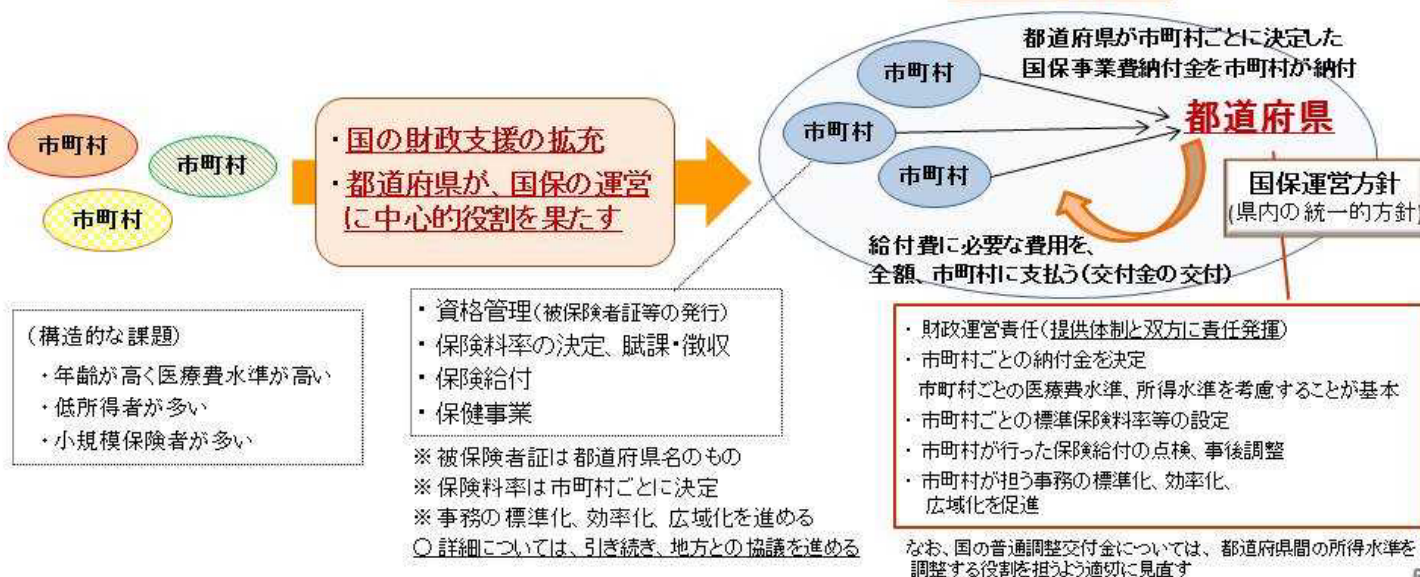 市町村
市町村
市町村
・国の財政支援の拡充
・都道府県が、国保の運営
に中心的役割を果たす
都道府県が市町村ごとに決定した
国保事業費納付金を市町村が納付
市町村
市町村
市町村
都道府県
国保運営方針
(県内の統一的方針)
給付費に必要な費用を、
全額、市町村に支払う(交付金の交付)
(構造的な課題)
・年齢が高く医療費水準が高い
・低所得者が多い
・小規模保険者が多い
・資格管理(被保険者証等の発行)
・保険料率の決定、賦課・徴収
・保険給付
・保健事業
※被保険者証は都道府県名のもの
※保険料率は市町村ごとに決定
※事務の標準化、効率化、広域化を進める
○詳細については、引き続き、地方との協議を進める
・財政運営責任(提供体制と双方に責任発揮)
・市町村ごとの納付金を決定
市町村ごとの医療費水準、所得水準を考慮することが基本
・市町村ごとの標準保険料率等の設定
・市町村が行った保険給付の点検、事後調整
・市町村が担う事務の標準化、効率化、
広域化を促進
なお、国の普通調整交付金については、都道府県間の所得水準を
調整する役割を担うよう適切に見直す